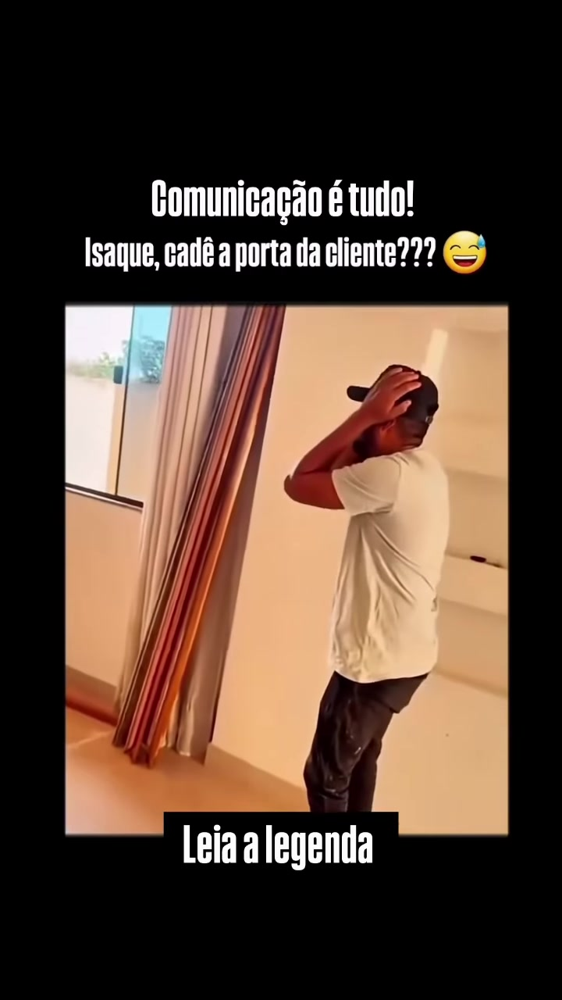 Comunicação é tudo!
Isaque, cadê a porta da cliente??? 😅
Leia a legenda